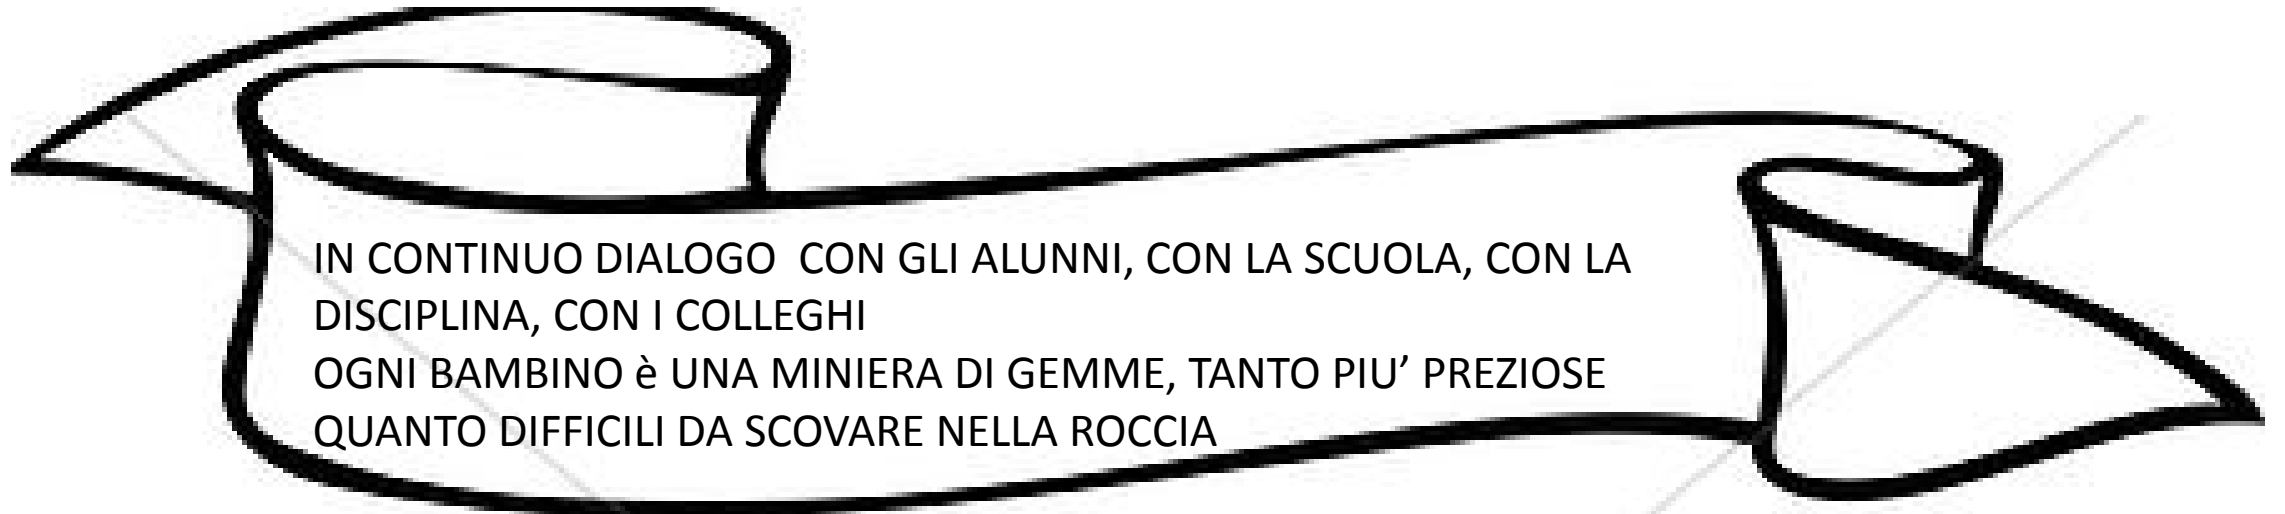 IN CONTINUO DIALOGO  CON GLI ALUNNI, CON LA SCUOLA, CON LA
DISCIPLINA, CON I COLLEGHI
OGNI BAMBINO è UNA MINIERA DI GEMME, TANTO PIU’ PREZIOSE
QUANTO DIFFICILI DA SCOVARE NELLA ROCCIA